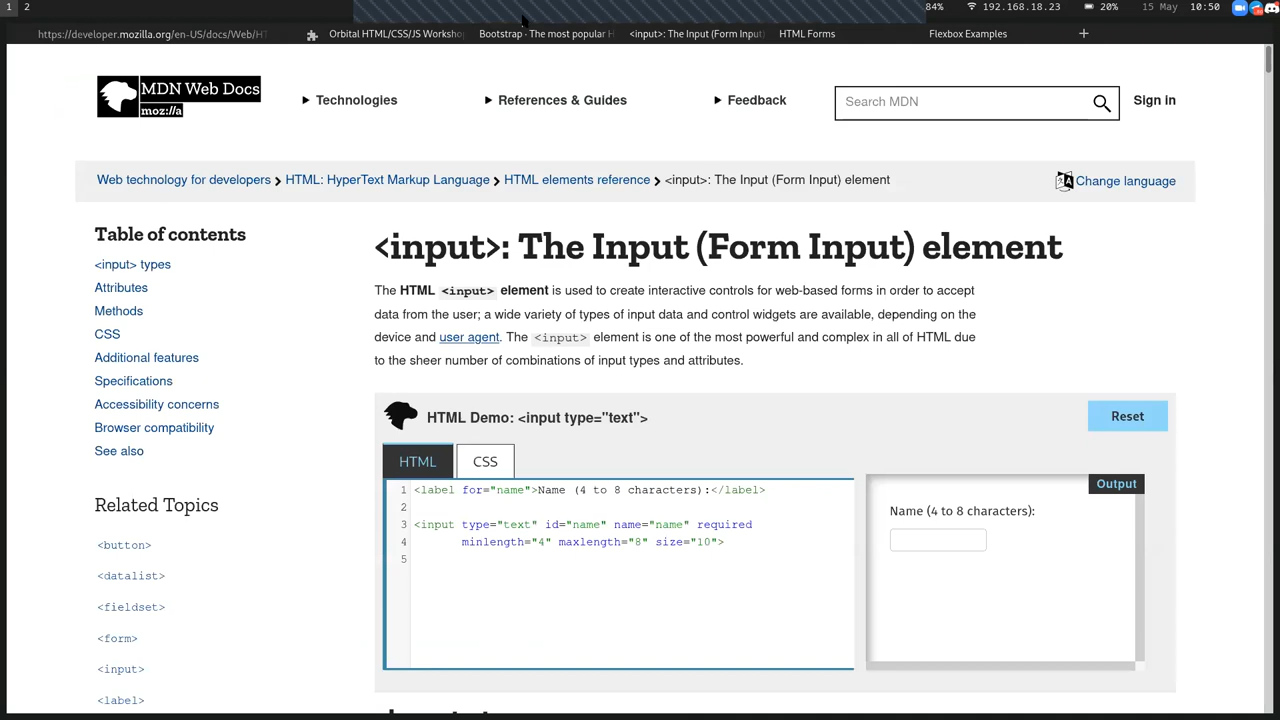 1 2 84% 192.168.18.23 20% 15 May 10:50
https://developer.mozilla.org/en-US/docs/Web/HT Orbital HTML/CSS/JS Worksho Bootstrap · The most popular H <input>: The Input (Form Input) HTML Forms Flexbox Examples +
MDN Web Docs
moz://a
Technologies References & Guides Feedback Search MDN Sign in
Web technology for developers HTML: HyperText Markup Language HTML elements reference <input>: The Input (Form Input) element Change language
Table of contents
<input> types
Attributes
Methods
CSS
Additional features
Specifications
Accessibility concerns
Browser compatibility
See also
Related Topics
<button>
<datalist>
<fieldset>
<form>
<input>
<label>
<input>: The Input (Form Input) element
The HTML <input> element is used to create interactive controls for web-based forms in order to accept
data from the user; a wide variety of types of input data and control widgets are available, depending on the
device and user agent. The <input> element is one of the most powerful and complex in all of HTML due
to the sheer number of combinations of input types and attributes.
HTML Demo: <input type="text">
Reset
HTML CSS
1 <label for="name">Name (4 to 8 characters):</label>
2
3 <input type="text" id="name" name="name" required
4 minlength="4" maxlength="8" size="10">
5
Output
Name (4 to 8 characters):